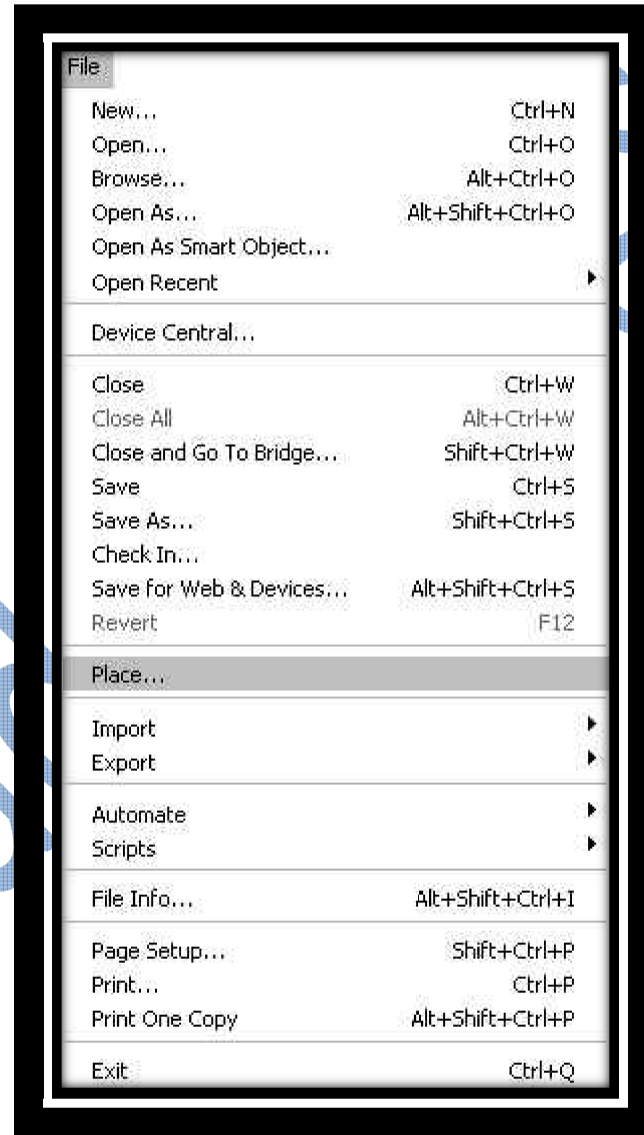 File
New... Ctrl+N
Open... Ctrl+O
Browse... Alt+Ctrl+O
Open As... Alt+Shift+Ctrl+O
Open As Smart Object...
Open Recent
Device Central...
Close Ctrl+W
Close All Alt+Ctrl+W
Close and Go To Bridge... Shift+Ctrl+W
Save Ctrl+S
Save As... Shift+Ctrl+S
Check In...
Save for Web & Devices... Alt+Shift+Ctrl+S
Revert F12
Place...
Import
Export
Automate
Scripts
File Info... Alt+Shift+Ctrl+I
Page Setup... Shift+Ctrl+P
Print... Ctrl+P
Print One Copy Alt+Shift+Ctrl+P
Exit Ctrl+Q